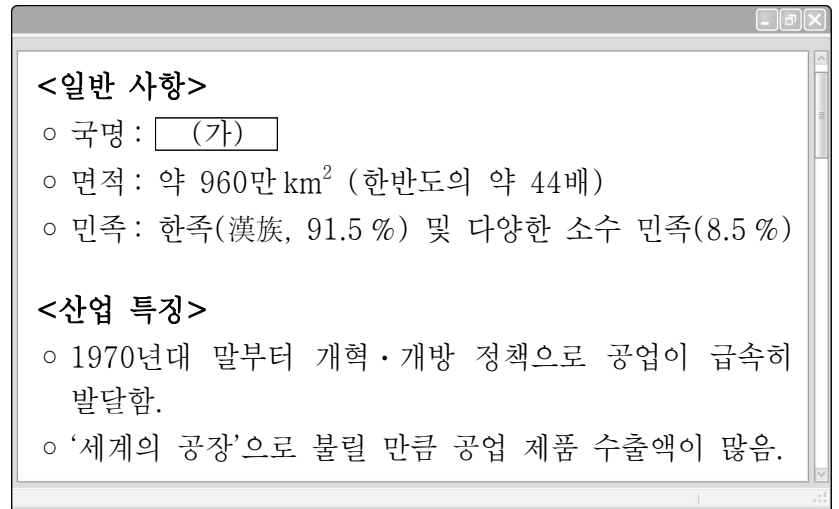 <일반 사항>
○ 국명 : (가)
○ 면적 : 약 960만 km² (한반도의 약 44배)
○ 민족 : 한족(漢族, 91.5 %) 및 다양한 소수 민족(8.5 %)
<산업 특징>
○ 1970년대 말부터 개혁・개방 정책으로 공업이 급속히
발달함.
○ ‘세계의 공장’으로 불릴 만큼 공업 제품 수출액이 많음.